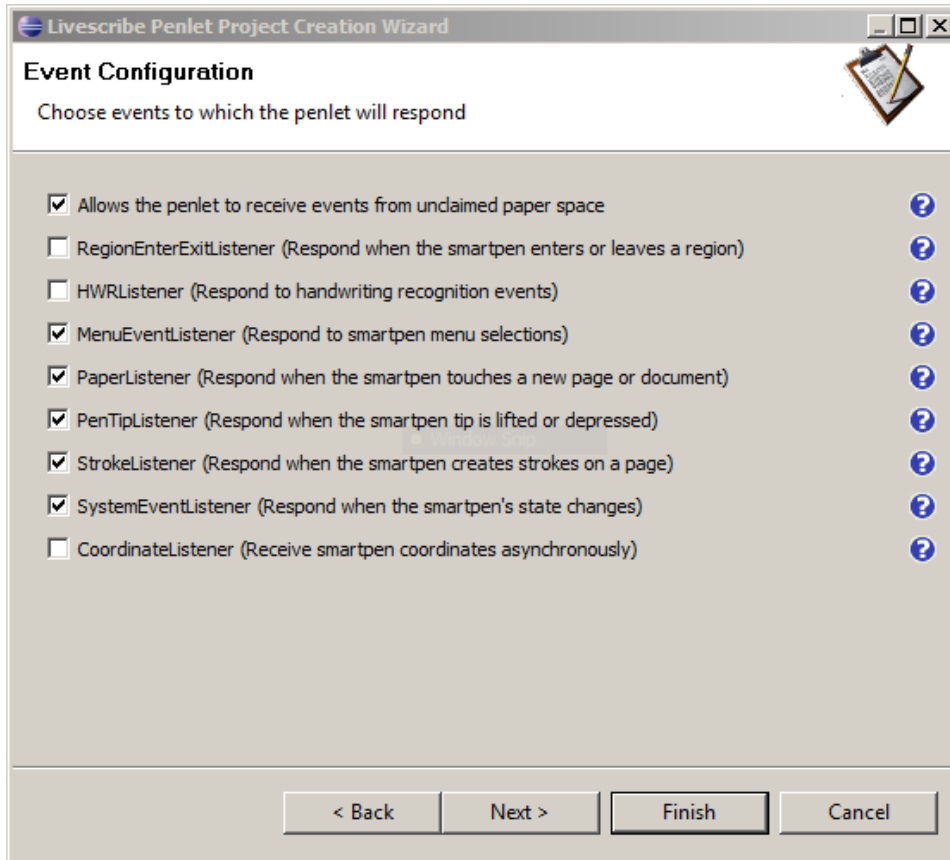 Livescribe Penlet Project Creation Wizard
Event Configuration
Choose events to which the penlet will respond
Allows the penlet to receive events from unclaimed paper space
RegionEnterExitListener (Respond when the smartpen enters or leaves a region)
HWRListener (Respond to handwriting recognition events)
MenuEventListener (Respond to smartpen menu selections)
PaperListener (Respond when the smartpen touches a new page or document)
PenTipListener (Respond when the smartpen tip is lifted or depressed)
Window Snip
StrokeListener (Respond when the smartpen creates strokes on a page)
SystemEventListener (Respond when the smartpen's state changes)
CoordinateListener (Receive smartpen coordinates asynchronously)
< Back Next > Finish Cancel